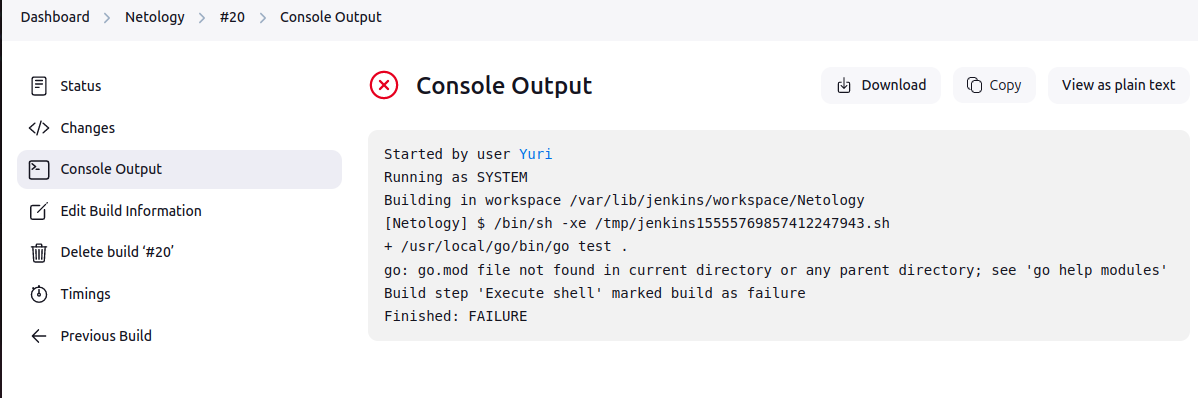 Dashboard > Netology > #20 > Console Output
Status
Changes
Console Output
Edit Build Information
Delete build ‘#20’
Timings
Previous Build
Console Output
Download
Copy
View as plain text
Started by user Yuri
Running as SYSTEM
Building in workspace /var/lib/jenkins/workspace/Netology
[Netology] $ /bin/sh -xe /tmp/jenkins15555769857412247943.sh
+ /usr/local/go/bin/go test .
go: go.mod file not found in current directory or any parent directory; see 'go help modules'
Build step 'Execute shell' marked build as failure
Finished: FAILURE